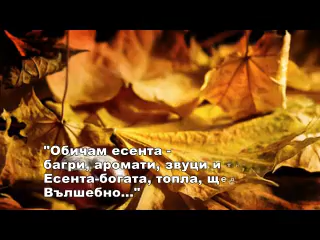 "Обичам есента -
багри, аромати, звуци и
Есента-богата, топла,
Вълшебно..."